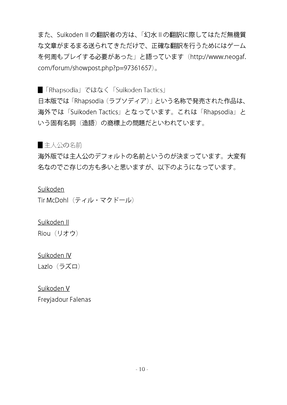 また、Suikoden Ⅱの翻訳者の方は、「幻水Ⅱの翻訳に際してはただ無機質
な文章がまるまる送られてきただけで、正確な翻訳を行うためにはゲーム
を何周もプレイする必要があった」と語っています（http://www.neogaf.
com/forum/showpost.php?p=97361657）。
■「Rhapsodia」ではなく「Suikoden Tactics」
日本版では「Rhapsodia（ラプソディア）」という名称で発売された作品は、
海外では「Suikoden Tactics」となっています。これは「Rhapsodia」と
いう固有名詞（造語）の商標上の問題だといわれています。
■主人公の名前
海外版では主人公のデフォルトの名前というのが決まっています。大変有
名なのでご存じの方も多いと思いますが、以下のようになっています。
Suikoden
Tir McDohl（ティル・マクドール）
Suikoden II
Riou（リオウ）
Suikoden IV
Lazlo（ラズロ）
Suikoden V
Freyjadour Falenas
- 10 -